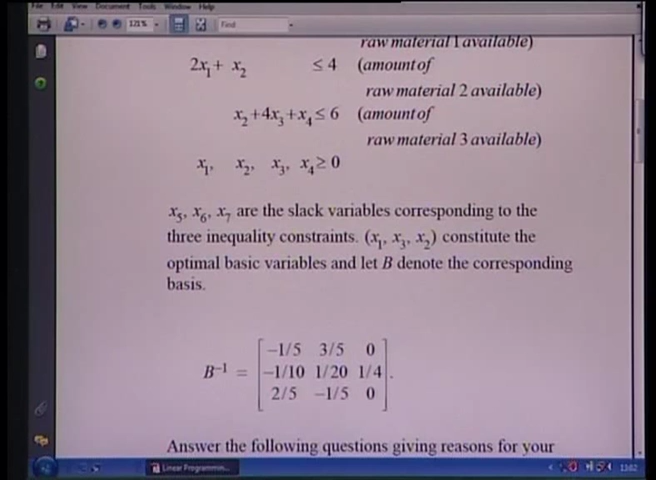 File Edit View Document Tools Window Help
121% Find
raw material 1 available)
2x₁ + x₂ ≤ 4 (amount of
raw material 2 available)
x₂+4x₃+x₄ ≤ 6 (amount of
raw material 3 available)
x₁, x₂, x₃, x₄ ≥ 0
x₅, x₆, x₇ are the slack variables corresponding to the
three inequality constraints. (x₁, x₃, x₂) constitute the
optimal basic variables and let B denote the corresponding
basis.
-1/5 3/5 0
B⁻¹ = -1/10 1/20 1/4 .
2/5 -1/5 0
Answer the following questions giving reasons for your
Linear Programmin... 13:02